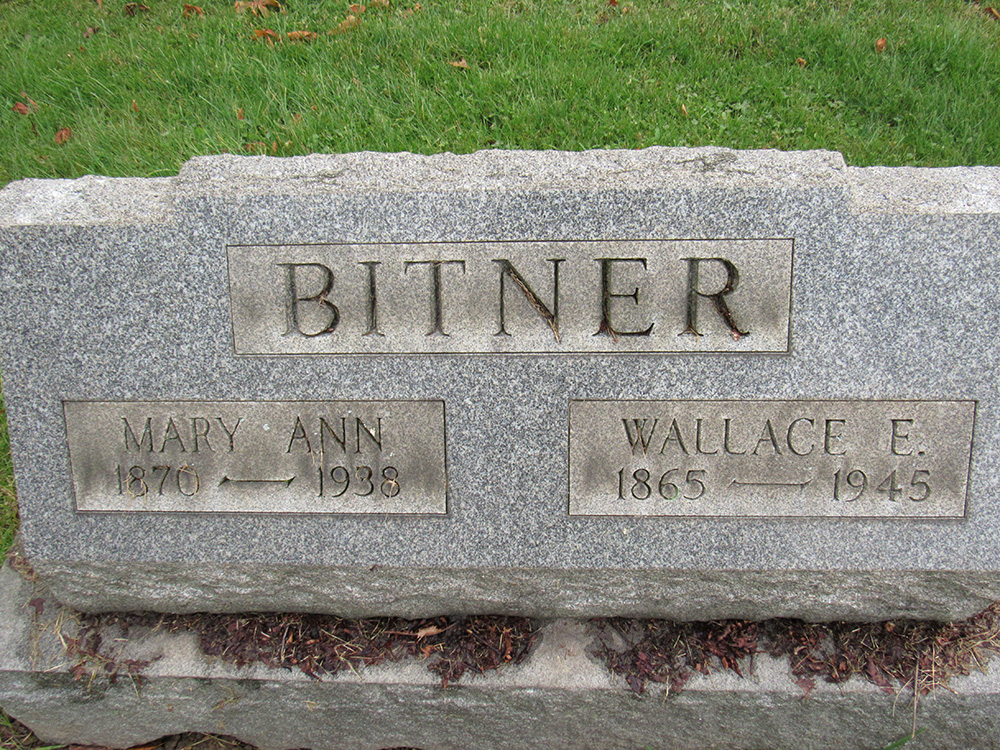 BITNER
MARY ANN
1870 — 1938
WALLACE E.
1865 — 1945